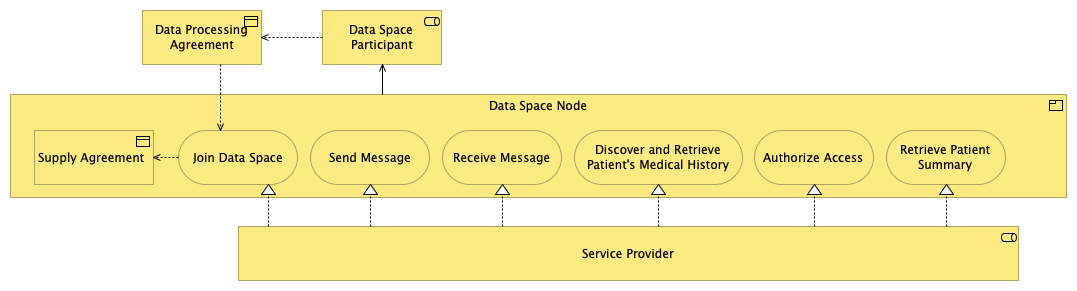 Data Processing
Agreement
Data Space
Participant
Data Space Node
Supply Agreement
Join Data Space
Send Message
Receive Message
Discover and Retrieve
Patient's Medical History
Authorize Access
Retrieve Patient
Summary
Service Provider